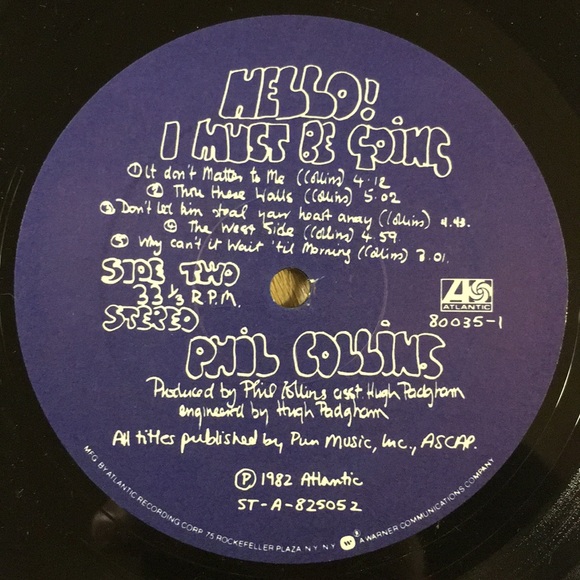 HELLO!
I MUST BE GOING
① It don't Matter to Me (Collins) 4.12
② Thru these Walls (Collins) 5.02
③ Don't let him steal your heart away (Collins) 4.43.
④ The West Side (Collins) 4.59
⑤ Why can't it Wait 'til Morning (Collins) 3.01.
SIDE TWO
33 1/3 R.P.M.
STEREO
ATLANTIC
80035-1
PHIL COLLINS
Produced by Phil Collins asst. Hugh Padgham
engineered by Hugh Padgham
All titles published by Pun Music, Inc., ASCAP.
Ⓟ 1982 Atlantic
ST-A-825052
MFG. BY ATLANTIC RECORDING CORP. 75 ROCKEFELLER PLAZA. N.Y. N.Y. A WARNER COMMUNICATIONS COMPANY